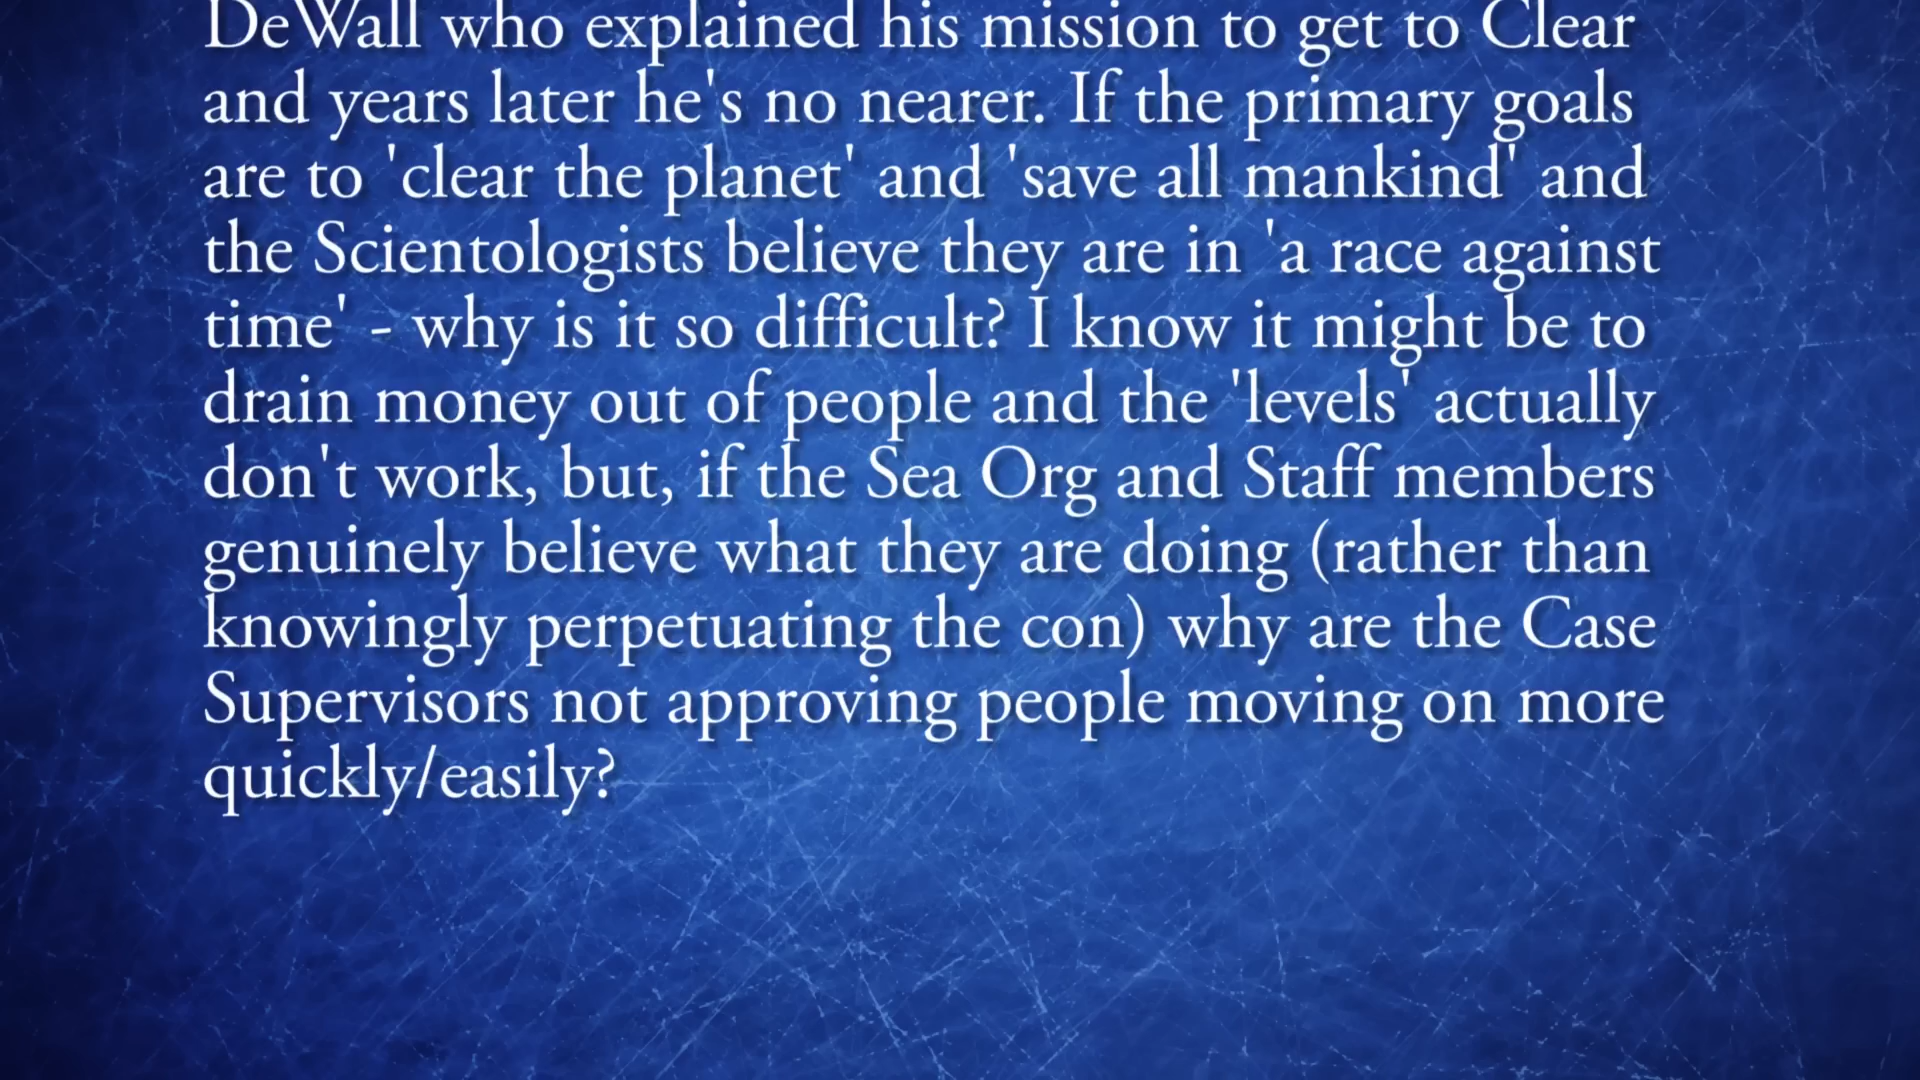 DeWall who explained his mission to get to Clear
and years later he's no nearer. If the primary goals
are to 'clear the planet' and 'save all mankind' and
the Scientologists believe they are in 'a race against
time' - why is it so difficult? I know it might be to
drain money out of people and the 'levels' actually
don't work, but, if the Sea Org and Staff members
genuinely believe what they are doing (rather than
knowingly perpetuating the con) why are the Case
Supervisors not approving people moving on more
quickly/easily?